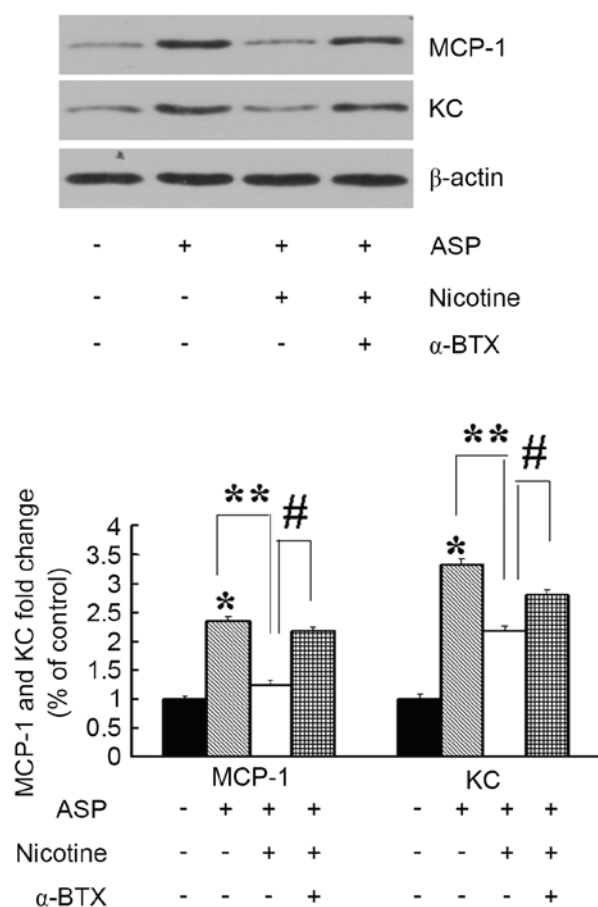 MCP-1
KC
β-actin
- + + + ASP
- - + + Nicotine
- - - + α-BTX
** #
** #
* *
MCP-1 and KC fold change
(% of control)
3.5
3
2.5
2
1.5
1
0.5
0
MCP-1 KC
ASP - + + + - + + +
Nicotine - - + + - - + +
α-BTX - - - + - - - +